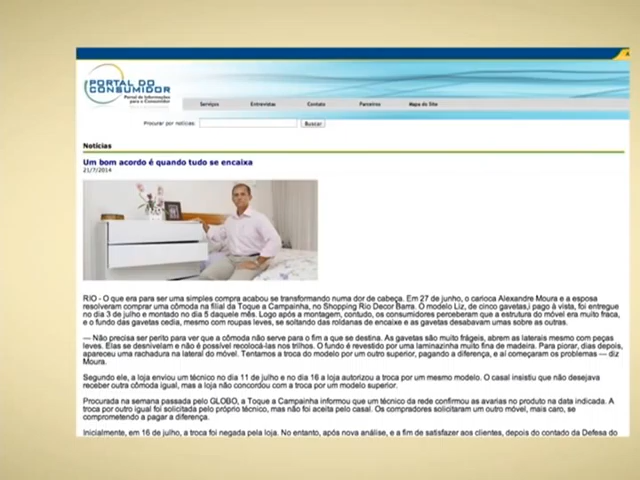 PORTAL DO
CONSUMIDOR
Portal de Informações
para o Consumidor
Serviços Entrevistas Contato Parceiros Mapa do Site
Procurar por notícias: Buscar
Notícias
Um bom acordo é quando tudo se encaixa
21/7/2014
RIO - O que era para ser uma simples compra acabou se transformando numa dor de cabeça. Em 27 de junho, o carioca Alexandre Moura e a esposa
resolveram comprar uma cômoda na filial da Toque a Campainha, no Shopping Rio Decor Barra. O modelo Liz, de cinco gavetas,i pago à vista, foi entregue
no dia 3 de julho e montado no dia 5 daquele mês. Logo após a montagem, contudo, os consumidores perceberam que a estrutura do móvel era muito fraca,
e o fundo das gavetas cedia, mesmo com roupas leves, se soltando das roldanas de encaixe e as gavetas desabavam umas sobre as outras.
— Não precisa ser perito para ver que a cômoda não serve para o fim a que se destina. As gavetas são muito frágeis, abrem as laterais mesmo com peças
leves. Elas se desnivelam e não é possível recolocá-las nos trilhos. O fundo é revestido por uma laminazinha muito fina de madeira. Para piorar, dias depois,
apareceu uma rachadura na lateral do móvel. Tentamos a troca do modelo por um outro superior, pagando a diferença, e aí começaram os problemas — diz
Moura.
Segundo ele, a loja enviou um técnico no dia 11 de julho e no dia 16 a loja autorizou a troca por um mesmo modelo. O casal insistiu que não desejava
receber outra cômoda igual, mas a loja não concordou com a troca por um modelo superior.
Procurada na semana passada pelo GLOBO, a Toque a Campainha informou que um técnico da rede confirmou as avarias no produto na data indicada. A
troca por outro igual foi solicitada pelo próprio técnico, mas não foi aceita pelo casal. Os compradores solicitaram um outro móvel, mais caro, se
comprometendo a pagar a diferença.
Inicialmente, em 16 de julho, a troca foi negada pela loja. No entanto, após nova análise, e a fim de satisfazer aos clientes, depois do contado da Defesa do